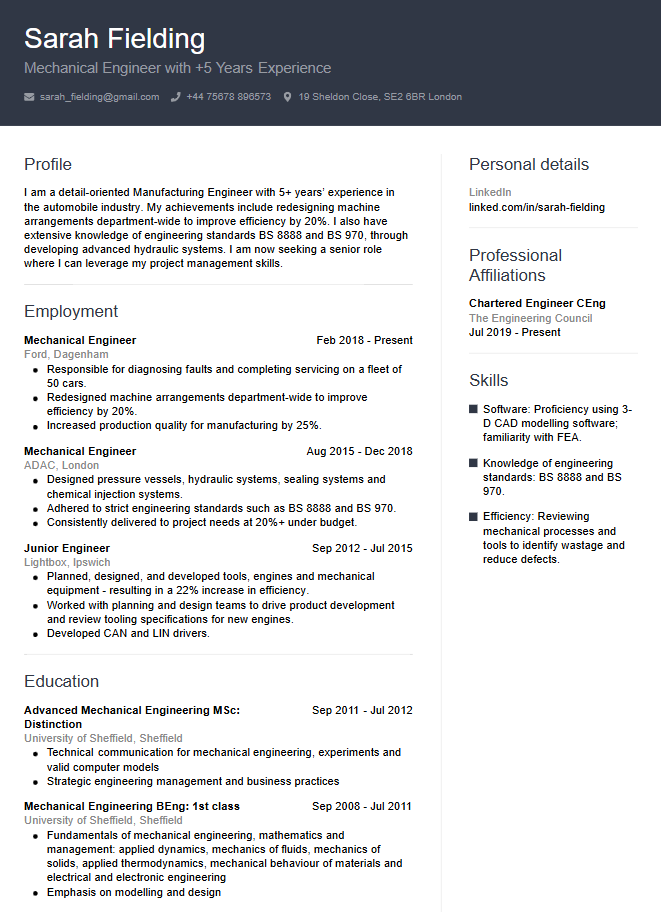 Sarah Fielding
Mechanical Engineer with +5 Years Experience
sarah_fielding@gmail.com +44 75678 896573 19 Sheldon Close, SE2 6BR London
Profile
I am a detail-oriented Manufacturing Engineer with 5+ years' experience in
the automobile industry. My achievements include redesigning machine
arrangements department-wide to improve efficiency by 20%. I also have
extensive knowledge of engineering standards BS 8888 and BS 970, through
developing advanced hydraulic systems. I am now seeking a senior role
where I can leverage my project management skills.
Employment
Mechanical Engineer Feb 2018 - Present
Ford, Dagenham
• Responsible for diagnosing faults and completing servicing on a fleet of
50 cars.
• Redesigned machine arrangements department-wide to improve
efficiency by 20%.
• Increased production quality for manufacturing by 25%.
Mechanical Engineer Aug 2015 - Dec 2018
ADAC, London
• Designed pressure vessels, hydraulic systems, sealing systems and
chemical injection systems.
• Adhered to strict engineering standards such as BS 8888 and BS 970.
• Consistently delivered to project needs at 20%+ under budget.
Junior Engineer Sep 2012 - Jul 2015
Lightbox, Ipswich
• Planned, designed, and developed tools, engines and mechanical
equipment - resulting in a 22% increase in efficiency.
• Worked with planning and design teams to drive product development
and review tooling specifications for new engines.
• Developed CAN and LIN drivers.
Education
Advanced Mechanical Engineering MSc: Sep 2011 - Jul 2012
Distinction
University of Sheffield, Sheffield
• Technical communication for mechanical engineering, experiments and
valid computer models
• Strategic engineering management and business practices
Mechanical Engineering BEng: 1st class Sep 2008 - Jul 2011
University of Sheffield, Sheffield
• Fundamentals of mechanical engineering, mathematics and
management: applied dynamics, mechanics of fluids, mechanics of
solids, applied thermodynamics, mechanical behaviour of materials and
electrical and electronic engineering
• Emphasis on modelling and design
Personal details
LinkedIn
linked.com/in/sarah-fielding
Professional
Affiliations
Chartered Engineer CEng
The Engineering Council
Jul 2019 - Present
Skills
Software: Proficiency using 3-
D CAD modelling software;
familiarity with FEA.
Knowledge of engineering
standards: BS 8888 and BS
970.
Efficiency: Reviewing
mechanical processes and
tools to identify wastage and
reduce defects.